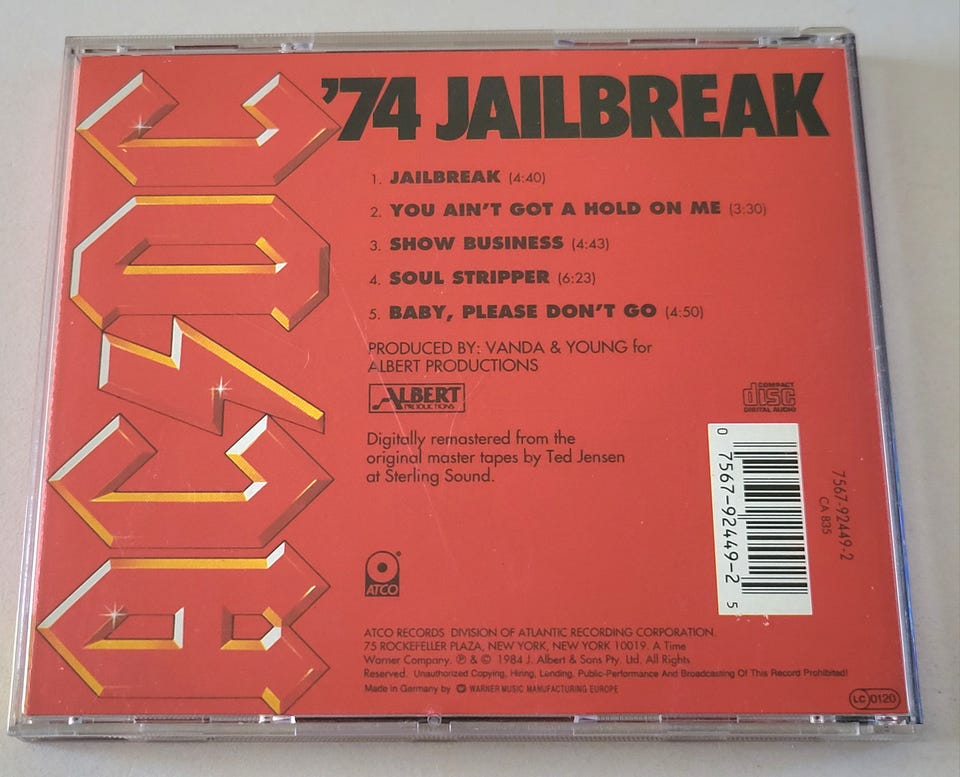 AC/DC
'74 JAILBREAK
1. JAILBREAK (4:40)
2. YOU AIN'T GOT A HOLD ON ME (3:30)
3. SHOW BUSINESS (4:43)
4. SOUL STRIPPER (6:23)
5. BABY, PLEASE DON'T GO (4:50)
PRODUCED BY: VANDA & YOUNG for
ALBERT PRODUCTIONS
ALBERT
PRODUCTIONS
COMPACT
disc
DIGITAL AUDIO
Digitally remastered from the
original master tapes by Ted Jensen
at Sterling Sound.
0 7567-92449-2 5
7567-92449-2
CA 835
ATCO
ATCO RECORDS DIVISION OF ATLANTIC RECORDING CORPORATION.
75 ROCKEFELLER PLAZA, NEW YORK, NEW YORK 10019. A Time
Warner Company. ℗ & © 1984 J. Albert & Sons Pty. Ltd. All Rights
Reserved. Unauthorized Copying, Hiring, Lending, Public-Performance And Broadcasting Of This Record Prohibited!
Made in Germany by WARNER MUSIC MANUFACTURING EUROPE
LC 0120